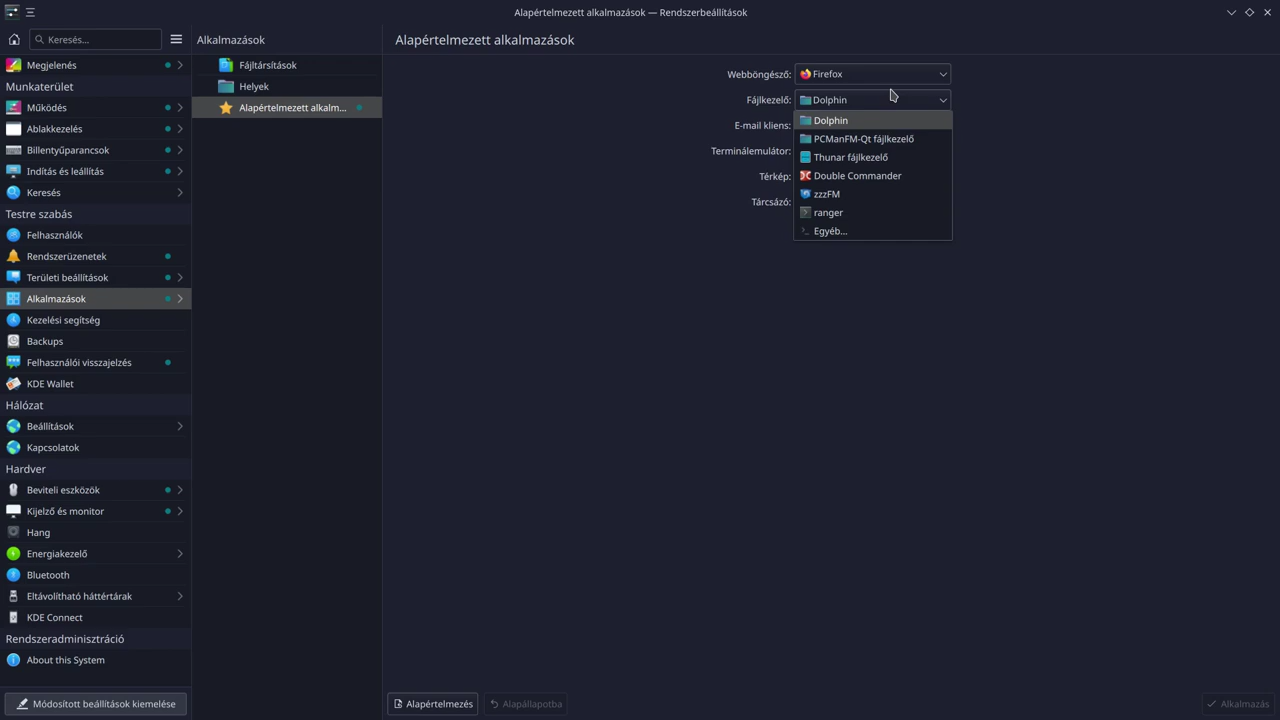 Alapértelmezett alkalmazások — Rendszerbeállítások
Keresés...
Megjelenés
Munkaterület
Működés
Ablakkezelés
Billentyűparancsok
Indítás és leállítás
Keresés
Testre szabás
Felhasználók
Rendszerüzenetek
Területi beállítások
Alkalmazások
Kezelési segítség
Backups
Felhasználói visszajelzés
KDE Wallet
Hálózat
Beállítások
Kapcsolatok
Hardver
Beviteli eszközök
Kijelző és monitor
Hang
Energiakezelő
Bluetooth
Eltávolítható háttértárak
KDE Connect
Rendszeradminisztráció
About this System
Módosított beállítások kiemelése
Alkalmazások
Fájltársítások
Helyek
Alapértelmezett alkalm...
Alapértelmezett alkalmazások
Webböngésző: Firefox
Fájlkezelő: Dolphin
E-mail kliens:
Terminálemulátor:
Térkép:
Tárcsázó:
Dolphin
PCManFM-Qt fájlkezelő
Thunar fájlkezelő
Double Commander
zzzFM
ranger
Egyéb...
Alapértelmezés
Alapállapotba
Alkalmazás